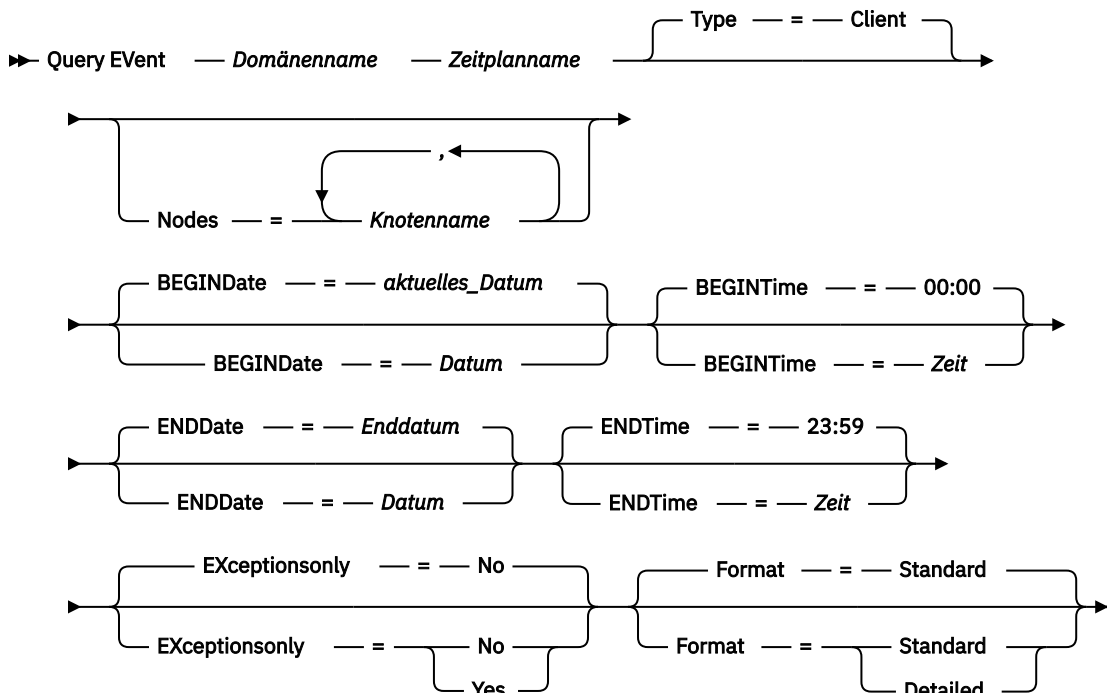 Type = Client
Query EVent Domänenname Zeitplanname
,
Nodes = Knotenname
BEGINDate = aktuelles_Datum BEGINTime = 00:00
BEGINDate = Datum BEGINTime = Zeit
ENDDate = Enddatum ENDTime = 23:59
ENDDate = Datum ENDTime = Zeit
EXceptionsonly = No Format = Standard
EXceptionsonly = No Format = Standard
Yes Detailed